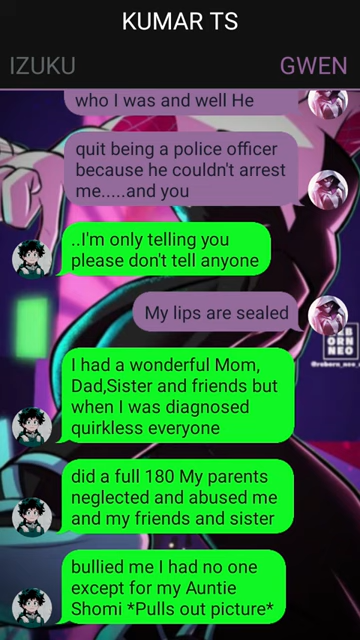 KUMAR TS
IZUKU
GWEN
who I was and well He
quit being a police officer
because he couldn't arrest
me.....and you
..I'm only telling you
please don't tell anyone
My lips are sealed
ORN
NEO
I had a wonderful Mom,
Dad,Sister and friends but
when I was diagnosed
quirkless everyone
did a full 180 My parents
neglected and abused me
and my friends and sister
bullied me I had no one
except for my Auntie
Shomi *Pulls out picture*